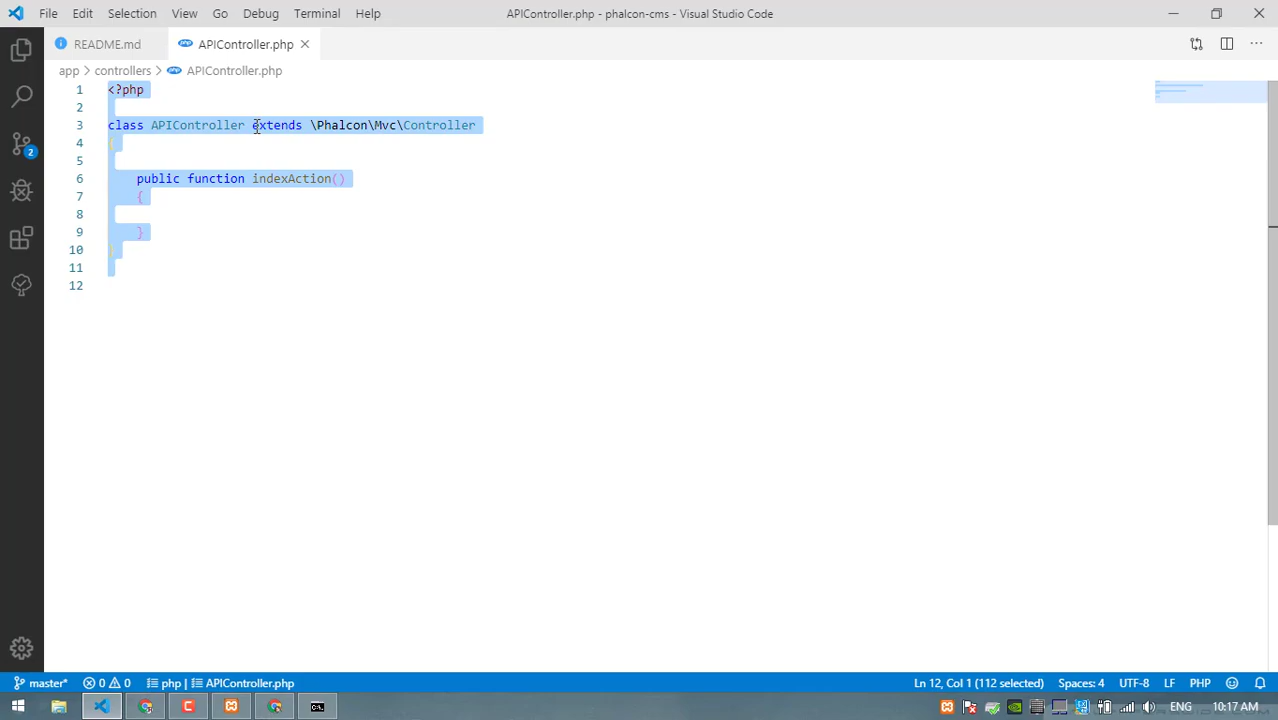 File Edit Selection View Go Debug Terminal Help APIController.php - phalcon-cms - Visual Studio Code
README.md APIController.php
app > controllers > APIController.php
1 <?php
2
3 class APIController extends \Phalcon\Mvc\Controller
4 {
5
6 public function indexAction()
7 {
8
9 }
10 }
11
12
2
master* 0 0 php | APIController.php Ln 12, Col 1 (112 selected) Spaces: 4 UTF-8 LF PHP
ENG 10:17 AM